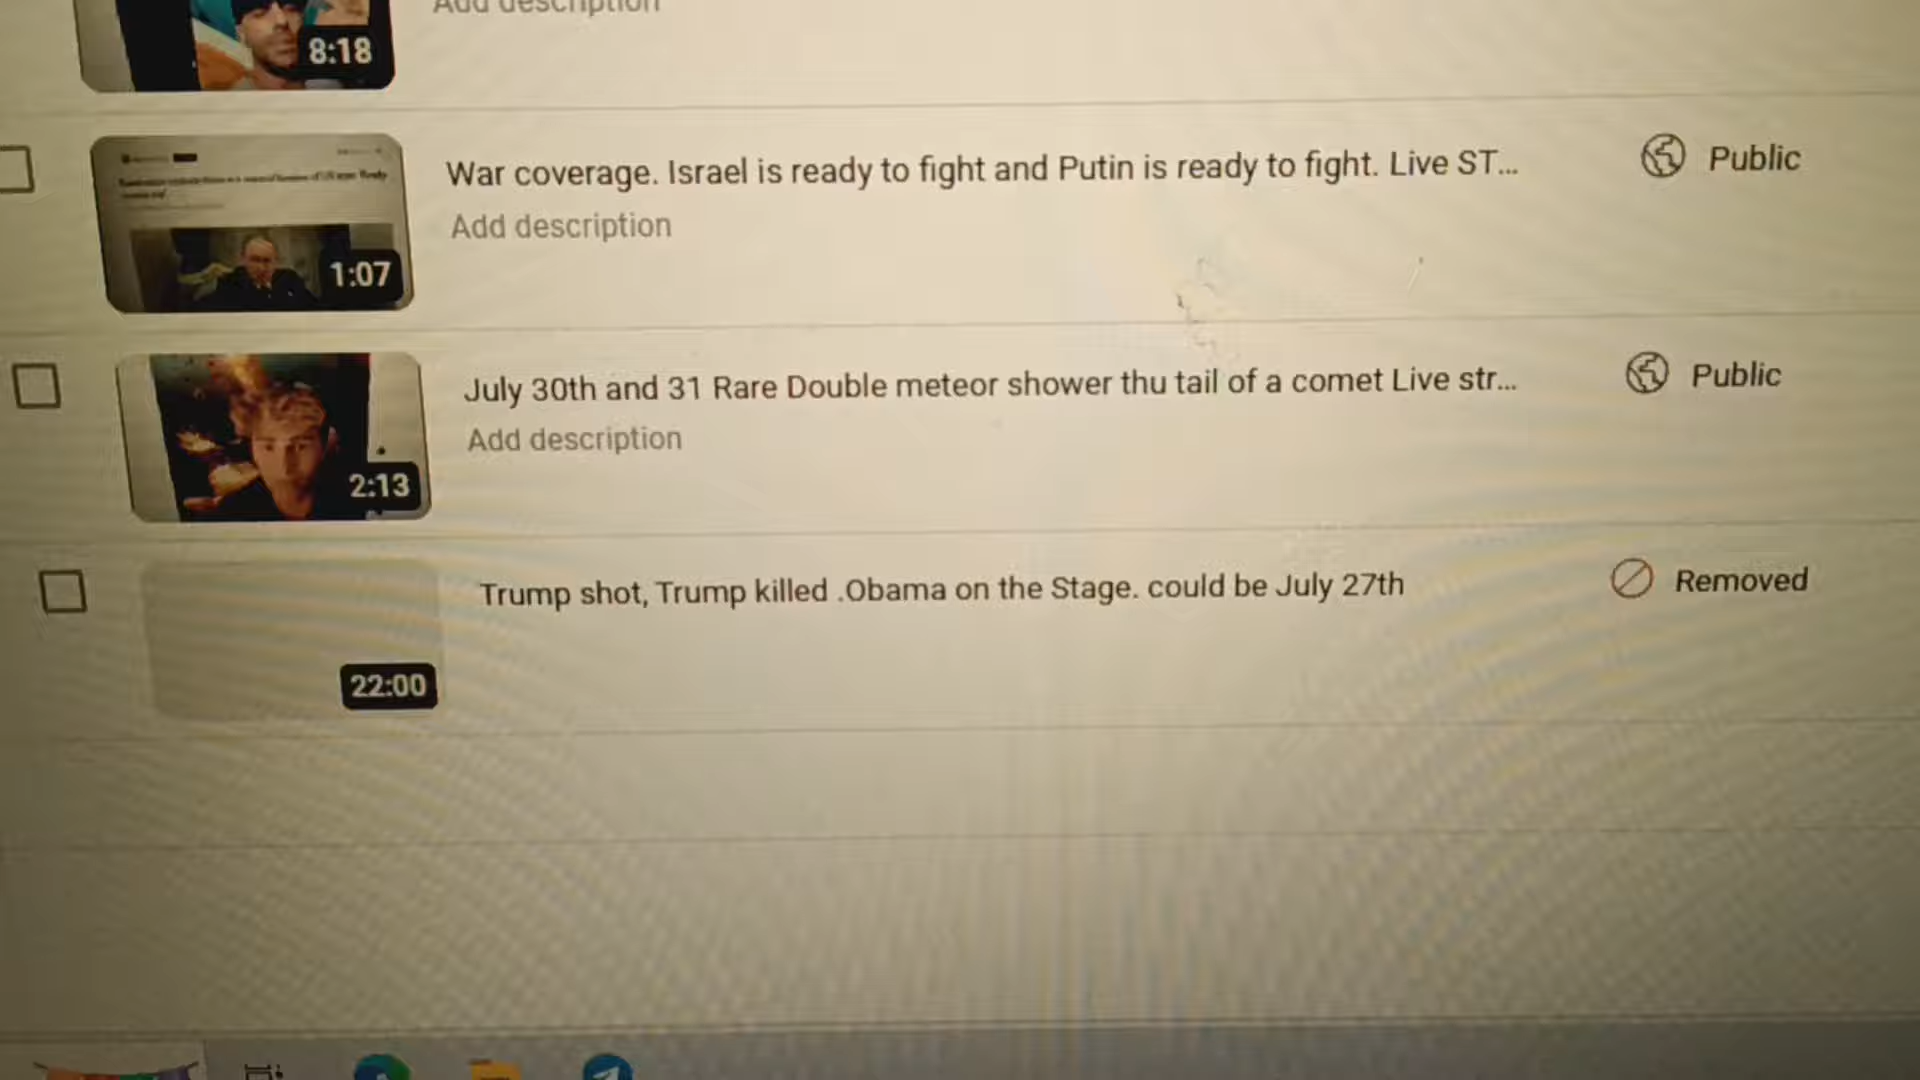 Add description
8:18
War coverage. Israel is ready to fight and Putin is ready to fight. Live ST...
Public
Add description
1:07
July 30th and 31 Rare Double meteor shower thu tail of a comet Live str...
Public
Add description
2:13
Trump shot, Trump killed .Obama on the Stage. could be July 27th
Removed
22:00